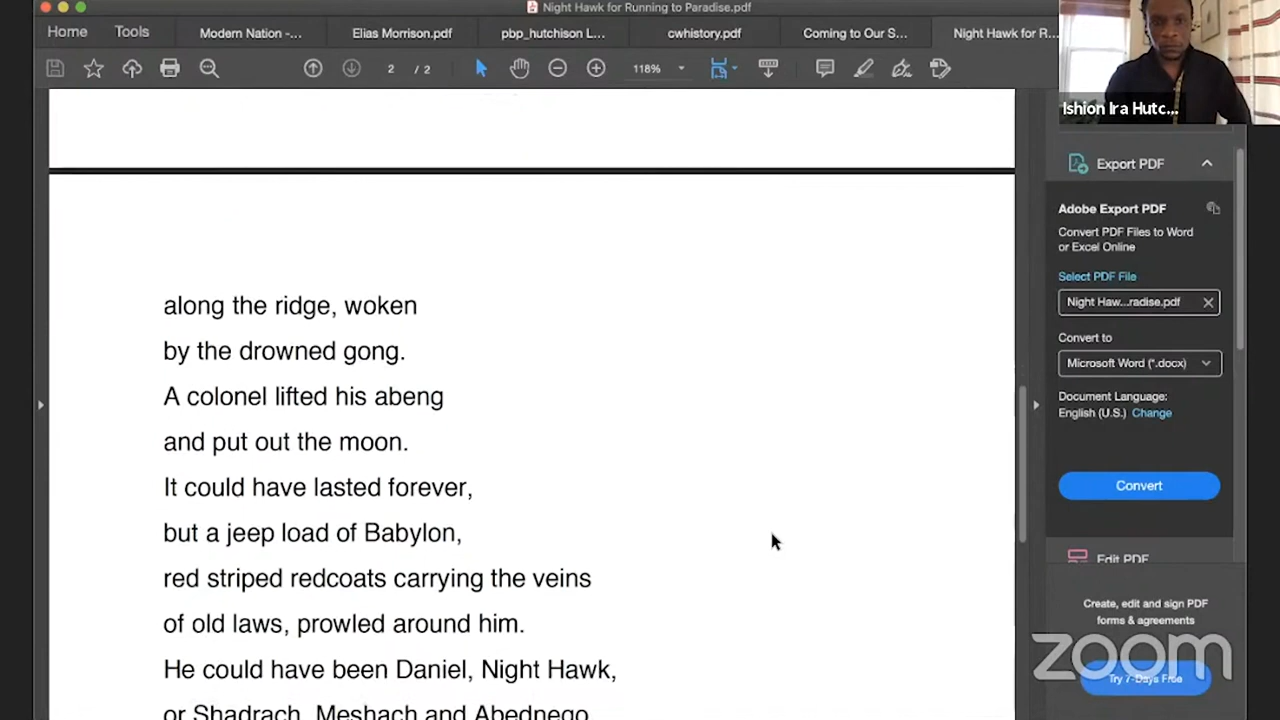 Night Hawk for Running to Paradise.pdf
Home Tools Modern Nation -... Elias Morrison.pdf pbp_hutchison L... cwhistory.pdf Coming to Our S... Night Hawk for R...
2 / 2 118%
Ishion Ira Hutc...
Export PDF
Adobe Export PDF
Convert PDF Files to Word
or Excel Online
Select PDF File
Night Haw...radise.pdf
Convert to
Microsoft Word (*.docx)
Document Language:
English (U.S.) Change
Convert
Edit PDF
Create, edit and sign PDF
forms & agreements
Try 7-Days Free
zoom
along the ridge, woken
by the drowned gong.
A colonel lifted his abeng
and put out the moon.
It could have lasted forever,
but a jeep load of Babylon,
red striped redcoats carrying the veins
of old laws, prowled around him.
He could have been Daniel, Night Hawk,
or Shadrach, Meshach and Abednego